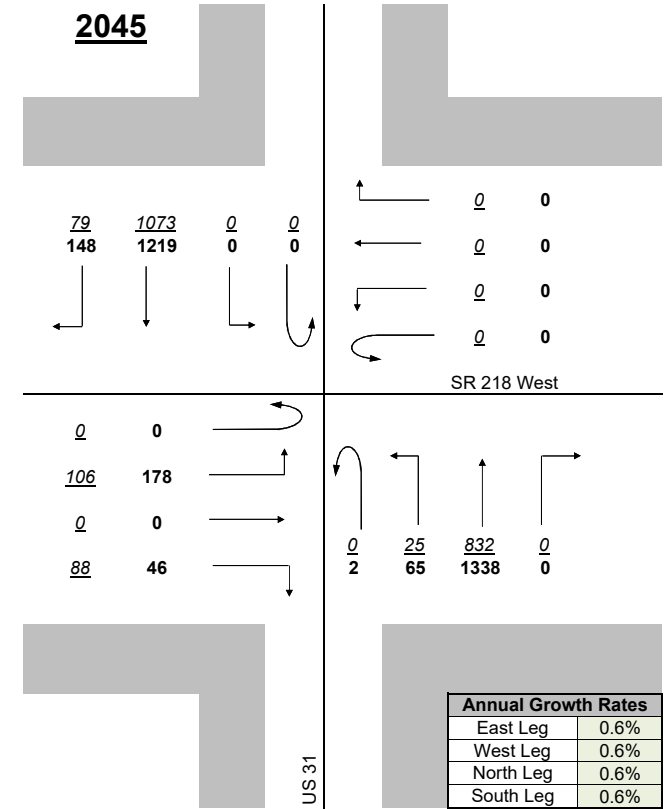 2045
79 1073 0 0
148 1219 0 0
0 0
0 0
0 0
0 0
SR 218 West
0 0
106 178
0 0
88 46
0 25 832 0
2 65 1338 0
US 31
Annual Growth Rates
East Leg 0.6%
West Leg 0.6%
North Leg 0.6%
South Leg 0.6%